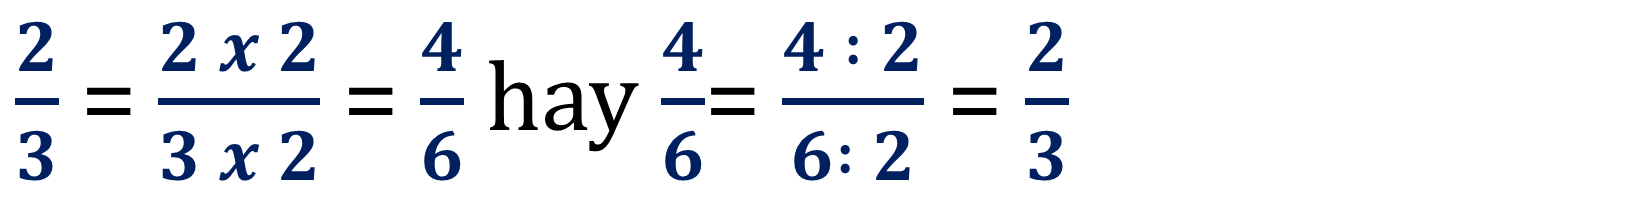 2/3 = 2 x 2/3 x 2 = 4/6 hay 4/6 = 4 : 2/6 : 2 = 2/3